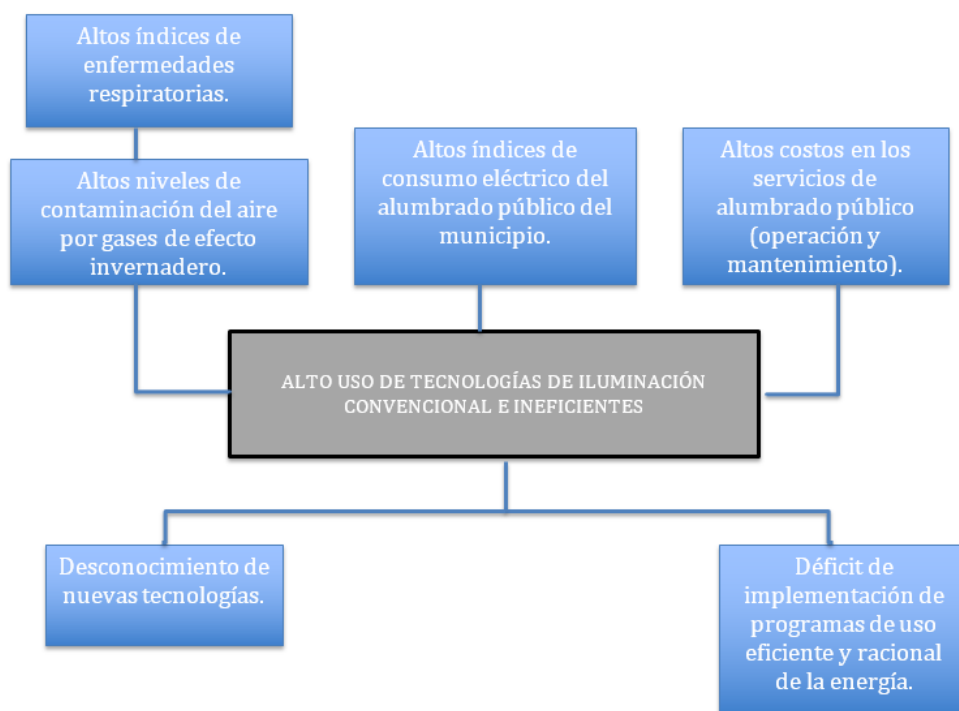 Altos índices de
enfermedades
respiratorias.
Altos niveles de
contaminación del aire
por gases de efecto
invernadero.
Altos índices de
consumo eléctrico del
alumbrado público del
municipio.
Altos costos en los
servicios de
alumbrado público
(operación y
mantenimiento).
ALTO USO DE TECNOLOGÍAS DE ILUMINACIÓN
CONVENCIONAL E INEFICIENTES
Desconocimiento de
nuevas tecnologías.
Déficit de
implementación de
programas de uso
eficiente y racional
de la energía.